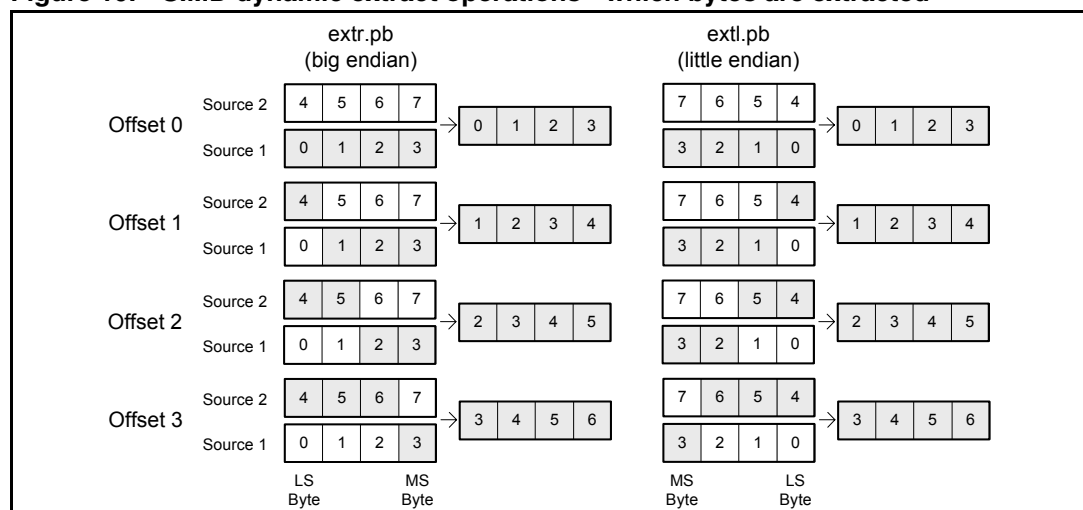 Figure SIMD dynamic extract operations - which bytes are extracted
extr.pb extl.pb
(big endian) (little endian)
Source 2 4 5 6 7 7 6 5 4
Offset 0 0 1 2 3 0 1 2 3
Source 1 0 1 2 3 3 2 1 0
Source 2 4 5 6 7 7 6 5 4
Offset 1 1 2 3 4 1 2 3 4
Source 1 0 1 2 3 3 2 1 0
Source 2 4 5 6 7 7 6 5 4
Offset 2 2 3 4 5 2 3 4 5
Source 1 0 1 2 3 3 2 1 0
Source 2 4 5 6 7 7 6 5 4
Offset 3 3 4 5 6 3 4 5 6
Source 1 0 1 2 3 3 2 1 0
LS MS MS LS
Byte Byte Byte Byte